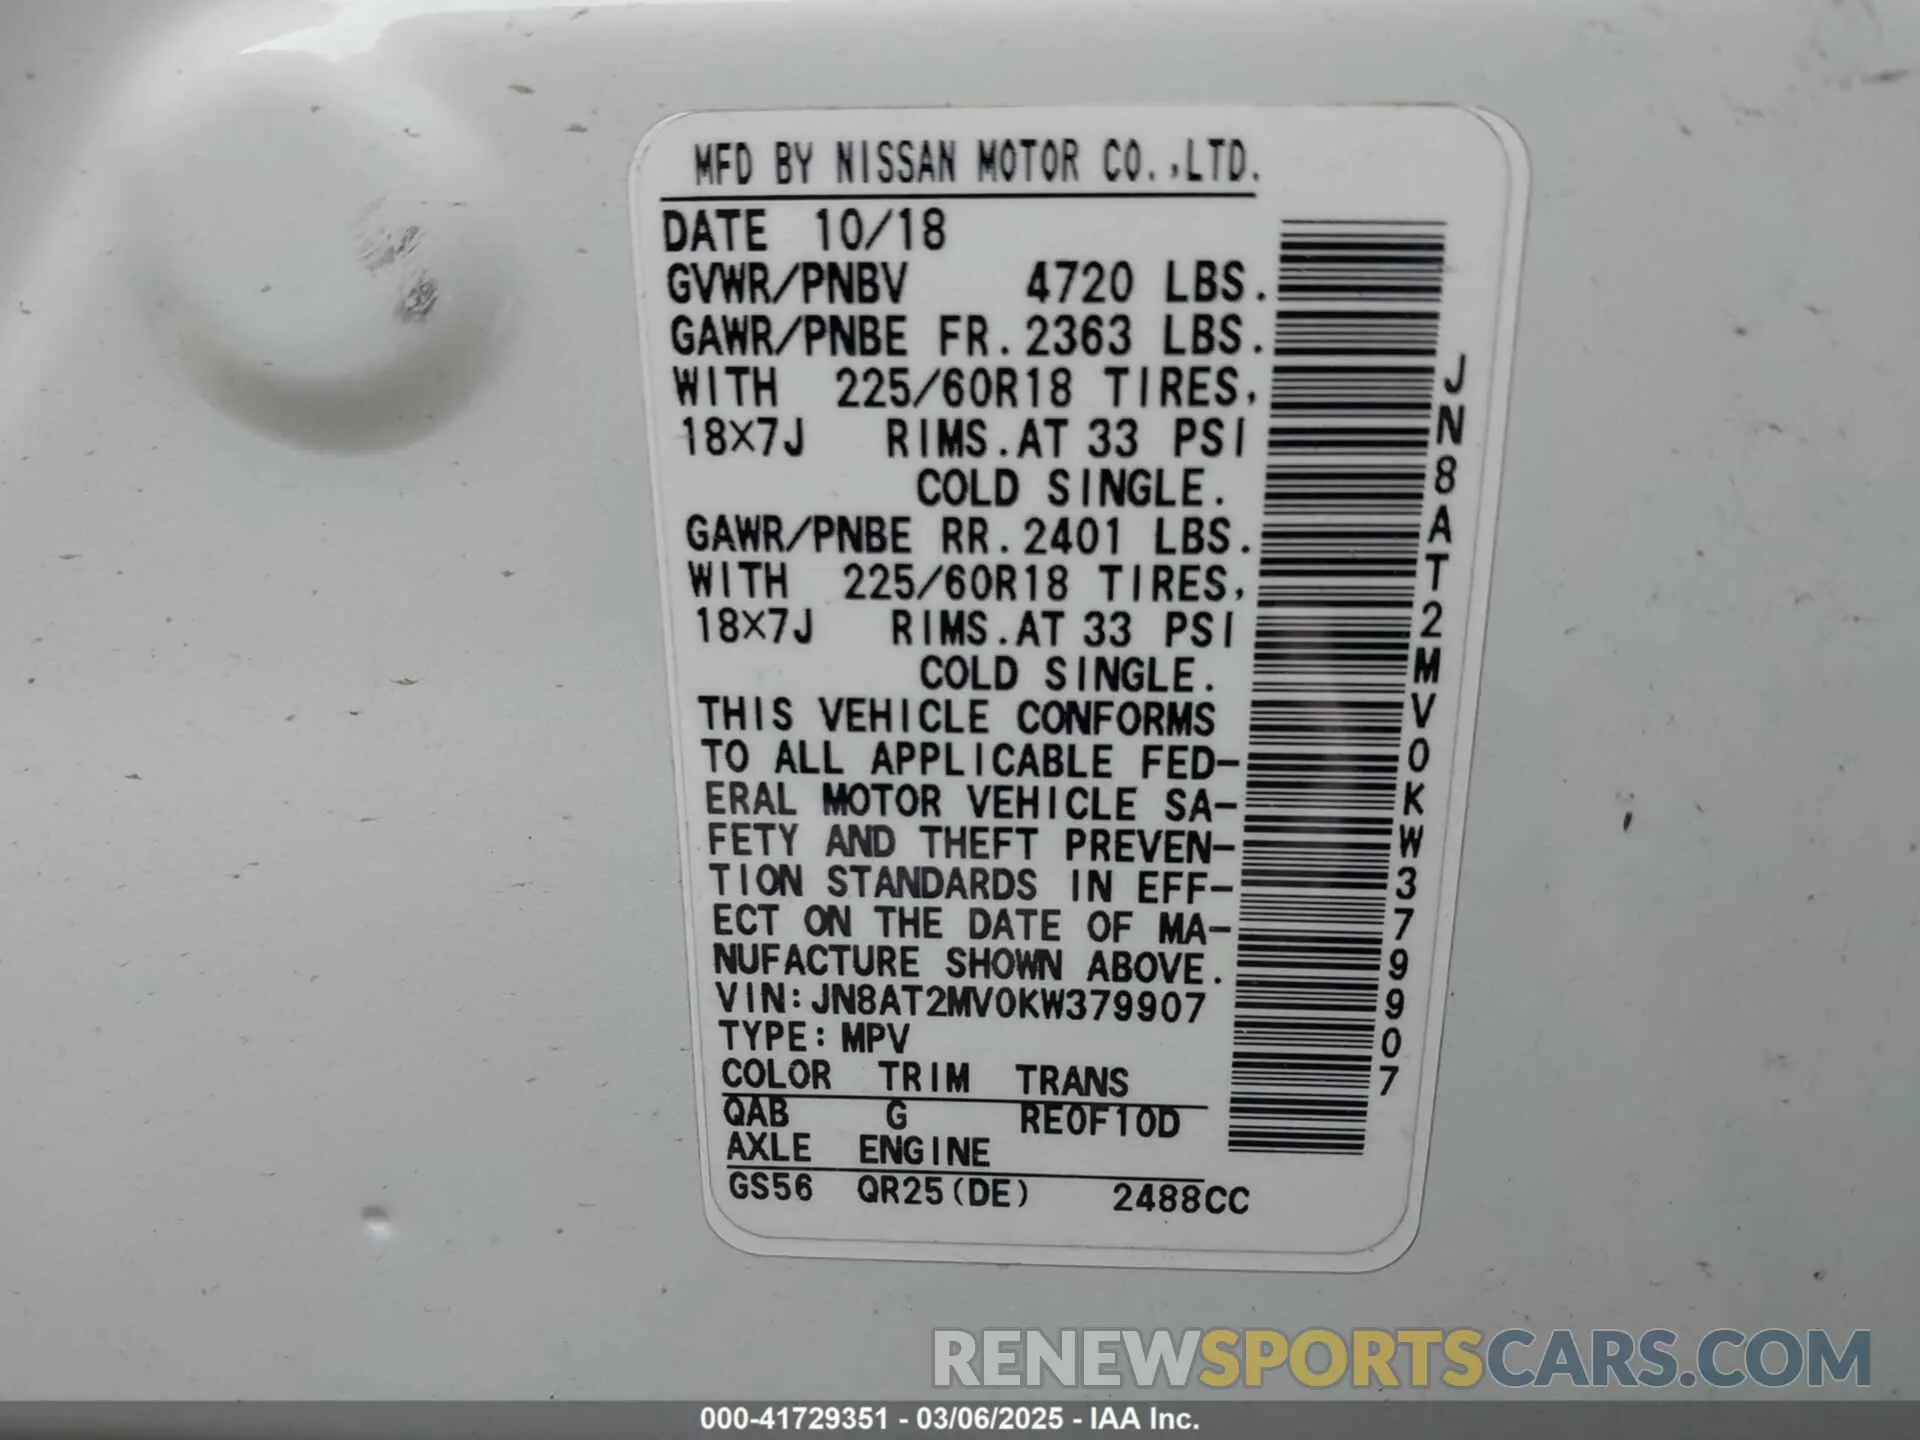 MFD BY NISSAN MOTOR CO.,LTD.
DATE 10/18
GVWR/PNBV 4720 LBS.
GAWR/PNBE FR. 2363 LBS.
WITH 225/60R18 TIRES,
18×7J RIMS. AT 33 PSI
COLD SINGLE.
GAWR/PNBE RR. 2401 LBS.
WITH 225/60R18 TIRES,
18×7J RIMS. AT 33 PSI
COLD SINGLE.
THIS VEHICLE CONFORMS
TO ALL APPLICABLE FED-
ERAL MOTOR VEHICLE SA-
FETY AND THEFT PREVEN-
TION STANDARDS IN EFF-
ECT ON THE DATE OF MA-
NUFACTURE SHOWN ABOVE.
VIN: JN8AT2MV0KW379907
TYPE: MPV
COLOR TRIM TRANS
QAB G RE0F10D
AXLE ENGINE
GS56 QR25(DE) 2488CC
JN8AT2MV0KW379907
RENEWSPORTSCARS.COM
000-41729351 - 03/06/2025 - IAA Inc.